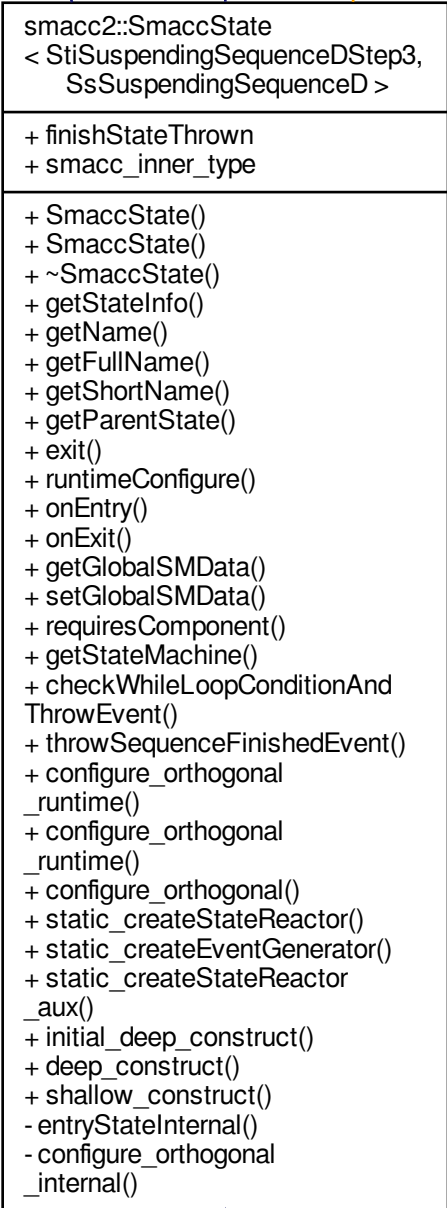 smacc2::SmaccState
< StiSuspendingSequenceDStep3,
SsSuspendingSequenceD >
+ finishStateThrown
+ smacc_inner_type
+ SmaccState()
+ SmaccState()
+ ~SmaccState()
+ getStateInfo()
+ getName()
+ getFullName()
+ getShortName()
+ getParentState()
+ exit()
+ runtimeConfigure()
+ onEntry()
+ onExit()
+ getGlobalSMData()
+ setGlobalSMData()
+ requiresComponent()
+ getStateMachine()
+ checkWhileLoopConditionAnd
ThrowEvent()
+ throwSequenceFinishedEvent()
+ configure_orthogonal
_runtime()
+ configure_orthogonal
_runtime()
+ configure_orthogonal()
+ static_createStateReactor()
+ static_createEventGenerator()
+ static_createStateReactor
_aux()
+ initial_deep_construct()
+ deep_construct()
+ shallow_construct()
- entryStateInternal()
- configure_orthogonal
_internal()